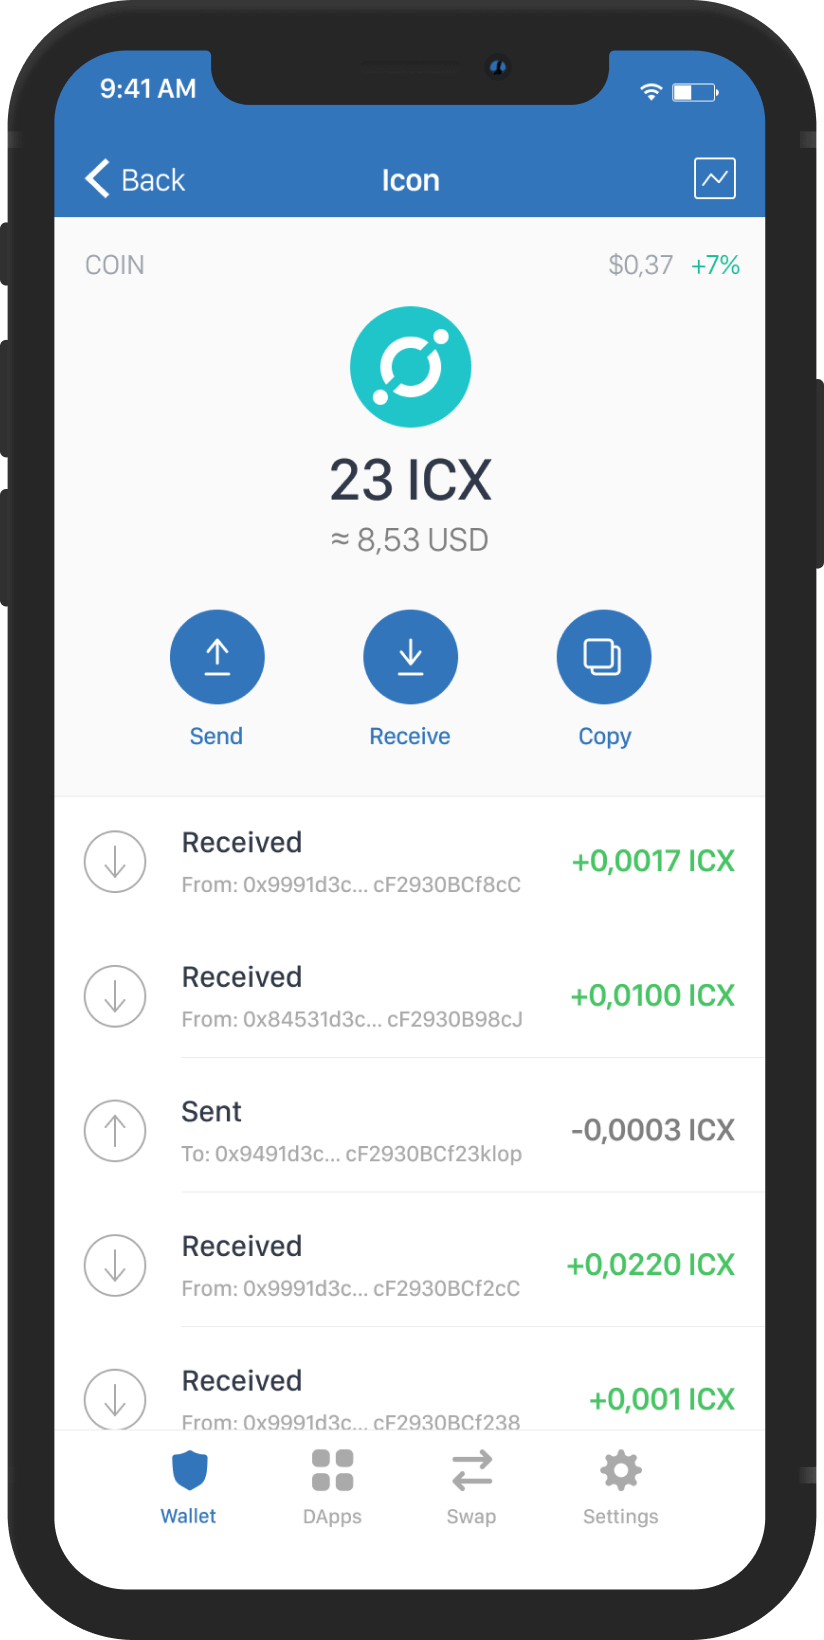 9:41 AM
Back
Icon
COIN
$0,37 +7%
23 ICX
≈ 8,53 USD
Send
Receive
Copy
Received
+0,0017 ICX
From: 0x9991d3c... cF2930BCf8cC
Received
+0,0100 ICX
From: 0x84531d3c... cF2930B98cJ
Sent
-0,0003 ICX
To: 0x9491d3c... cF2930BCf23klop
Received
+0,0220 ICX
From: 0x9991d3c... cF2930BCf2cC
Received
+0,001 ICX
From: 0x9991d3c... cF2930BCf238
Wallet
DApps
Swap
Settings